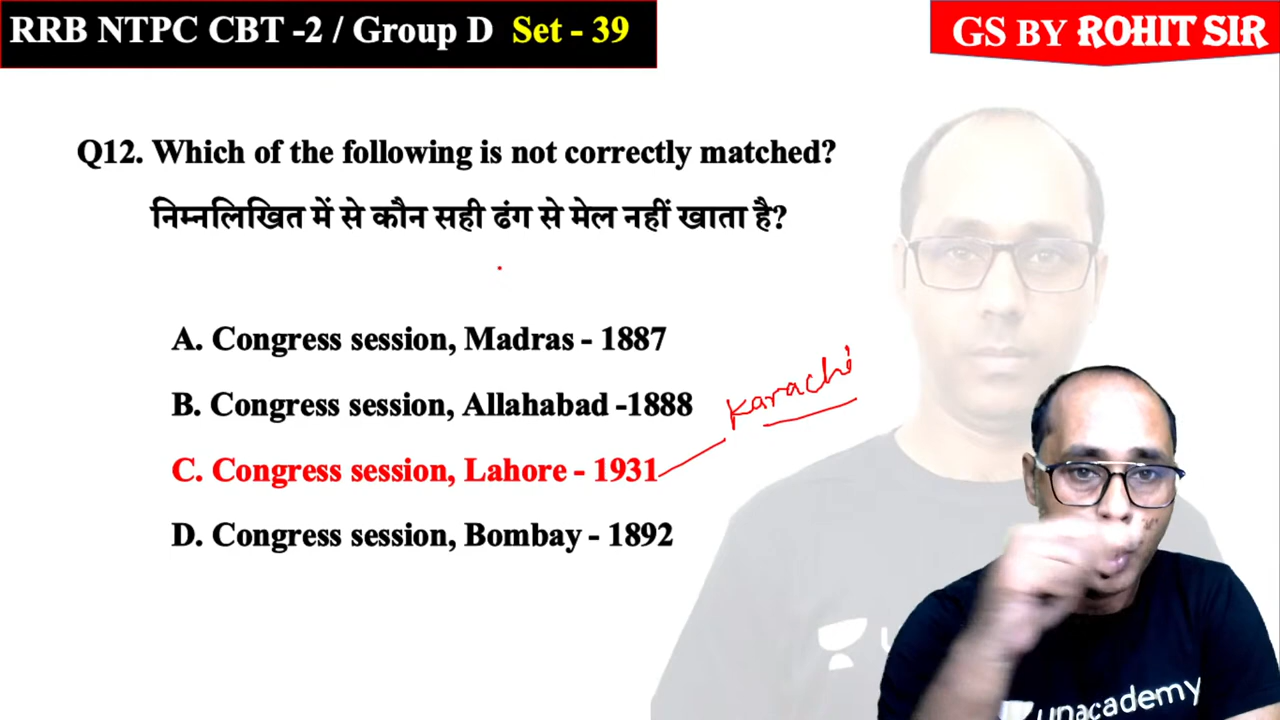 RRB NTPC CBT -2 / Group D Set - 39
GS BY ROHIT SIR
Q12. Which of the following is not correctly matched?
निम्नलिखित में से कौन सही ढंग से मेल नहीं खाता है?
A. Congress session, Madras - 1887
Karachi
B. Congress session, Allahabad -1888
C. Congress session, Lahore - 1931
D. Congress session, Bombay - 1892
unacademy